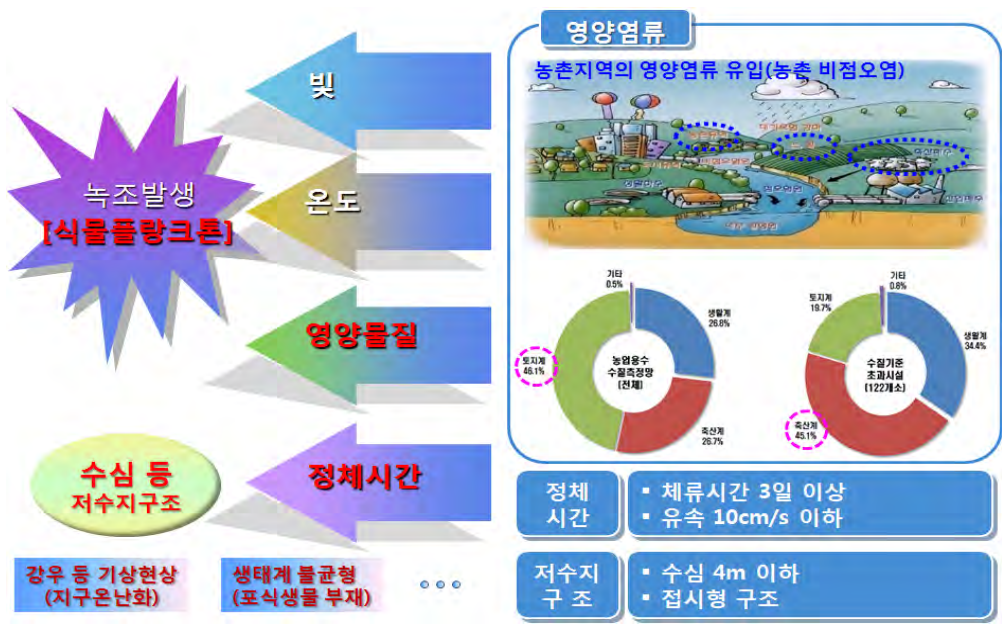 녹조발생
[식물플랑크톤]
빛
온도
영양물질
정체시간
수심 등
저수지구조
강우 등 기상현상
(지구온난화)
생태계 불균형
(포식생물 부재)
영양염류
농촌지역의 영양염류 유입(농촌 비점오염)
생활하수
기타
0.5%
생활계
26.8%
토지계
46.1%
농업용수
수질측정망
(전체)
축산계
26.7%
기타
0.8%
토지계
19.7%
생활계
34.4%
수질기준
초과시설
(122개소)
축산계
45.1%
정체
시간
▪ 체류시간 3일 이상
▪ 유속 10cm/s 이하
저수지
구 조
▪ 수심 4m 이하
▪ 접시형 구조